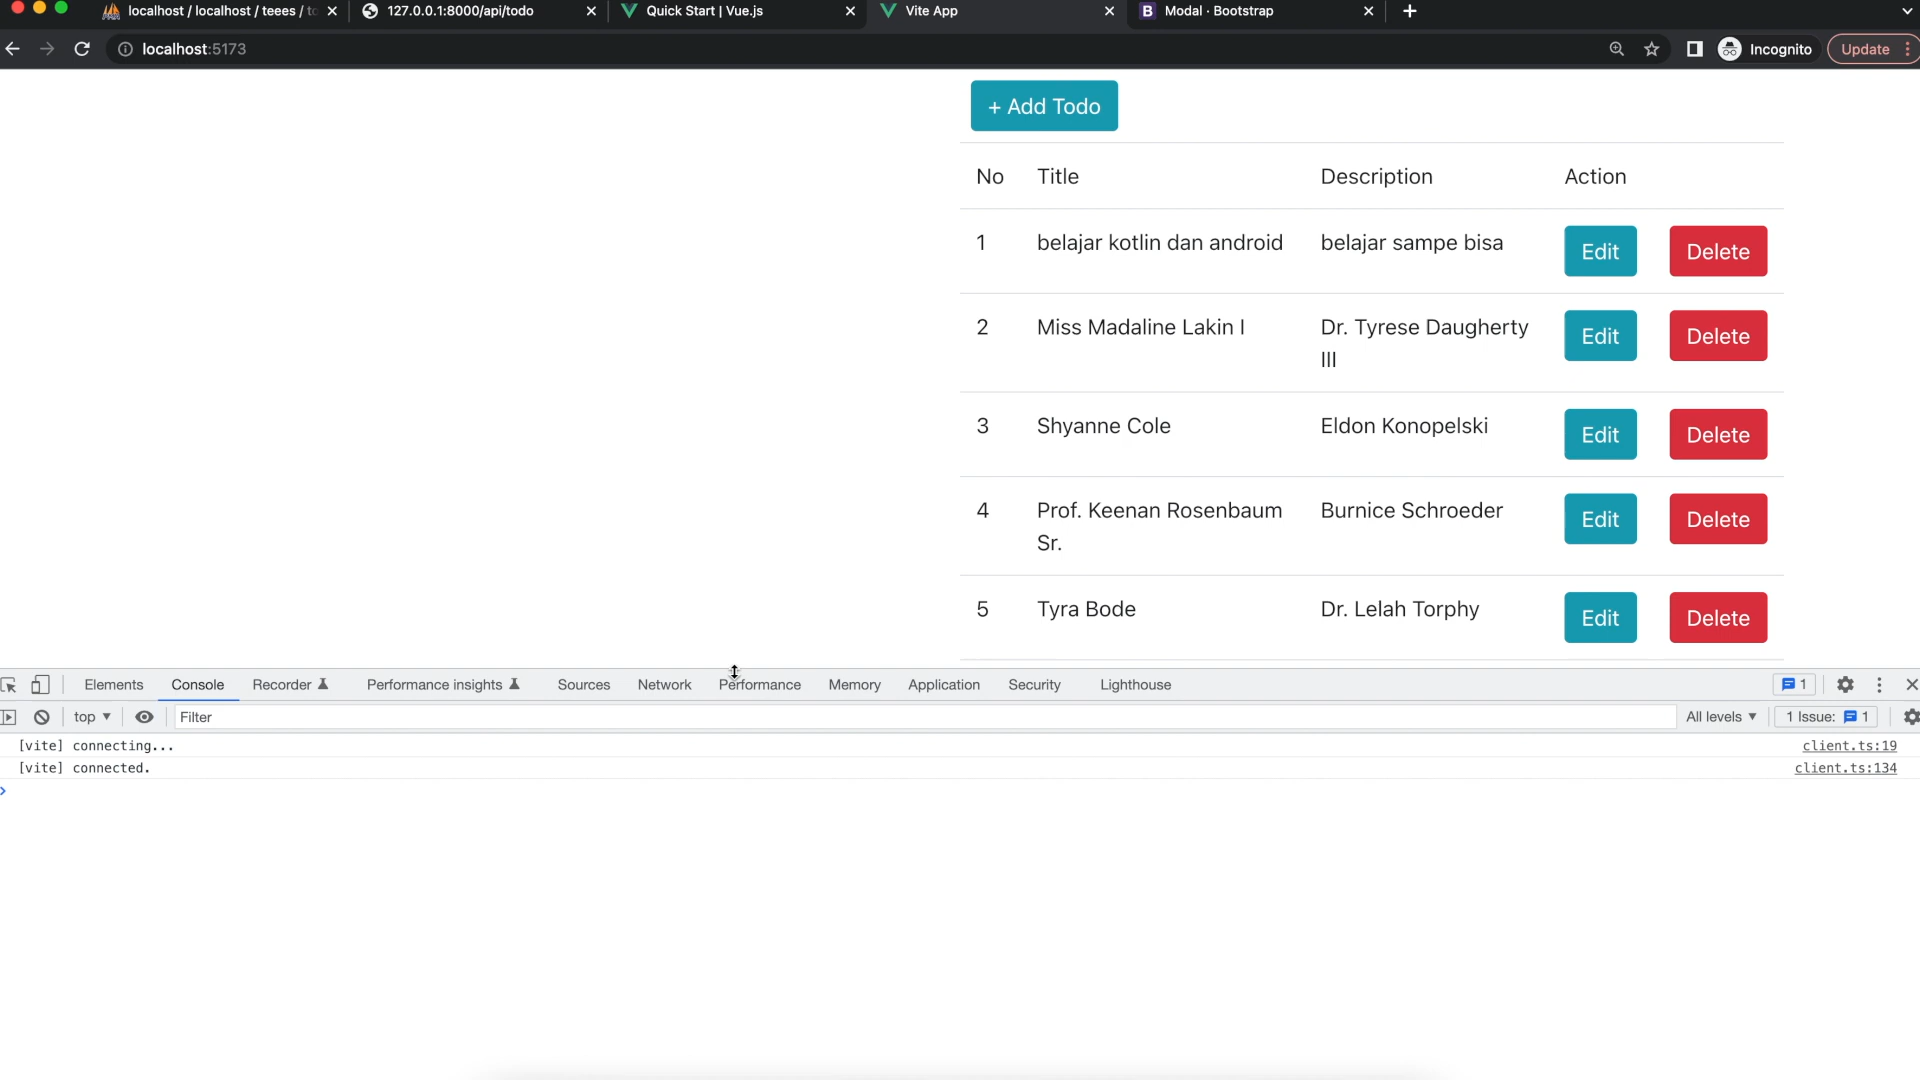 localhost / localhost / teees / to
127.0.0.1:8000/api/todo
Quick Start | Vue.js
Vite App
B Modal · Bootstrap
localhost:5173
Incognito
Update
+ Add Todo
No Title Description Action
1 belajar kotlin dan android belajar sampe bisa Edit Delete
2 Miss Madaline Lakin I Dr. Tyrese Daugherty
III
Edit Delete
3 Shyanne Cole Eldon Konopelski Edit Delete
4 Prof. Keenan Rosenbaum
Sr.
Burnice Schroeder Edit Delete
5 Tyra Bode Dr. Lelah Torphy Edit Delete
Elements Console Recorder Performance insights Sources Network Performance Memory Application Security Lighthouse 1
top Filter All levels 1 Issue: 1
[vite] connecting... client.ts:19
[vite] connected. client.ts:134